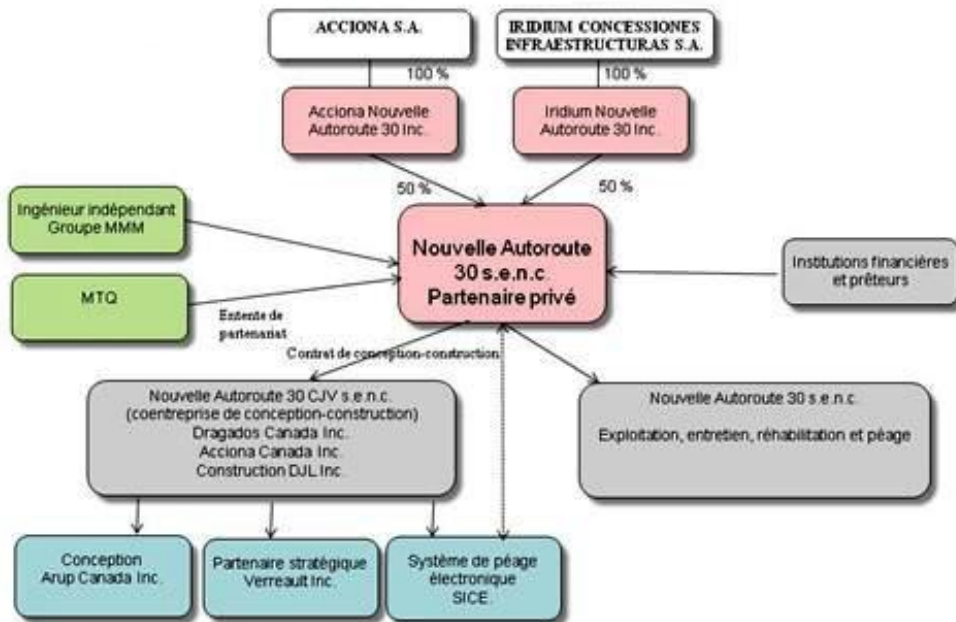 ACCIONA S.A.
IRIDIUM CONCESSIONES
INFRAESTRUCTURAS S.A.
100 %
100 %
Acciona Nouvelle
Autoroute 30 Inc.
Iridium Nouvelle
Autoroute 30 Inc.
50 %
50 %
Ingénieur indépendant
Groupe MMM
Nouvelle Autoroute
30 s.e.n.c.
Partenaire privé
Institutions financières
et prêteurs
MTQ
Entente de
partenariat
Contrat de conception-construction
Nouvelle Autoroute 30 CJV s.e.n.c.
(coentreprise de conception-construction)
Dragados Canada Inc.
Acciona Canada Inc.
Construction DJL Inc.
Nouvelle Autoroute 30 s.e.n.c.
Exploitation, entretien, réhabilitation et péage
Conception
Arup Canada Inc.
Partenaire stratégique
Verreault Inc.
Système de péage
électronique
SICE.